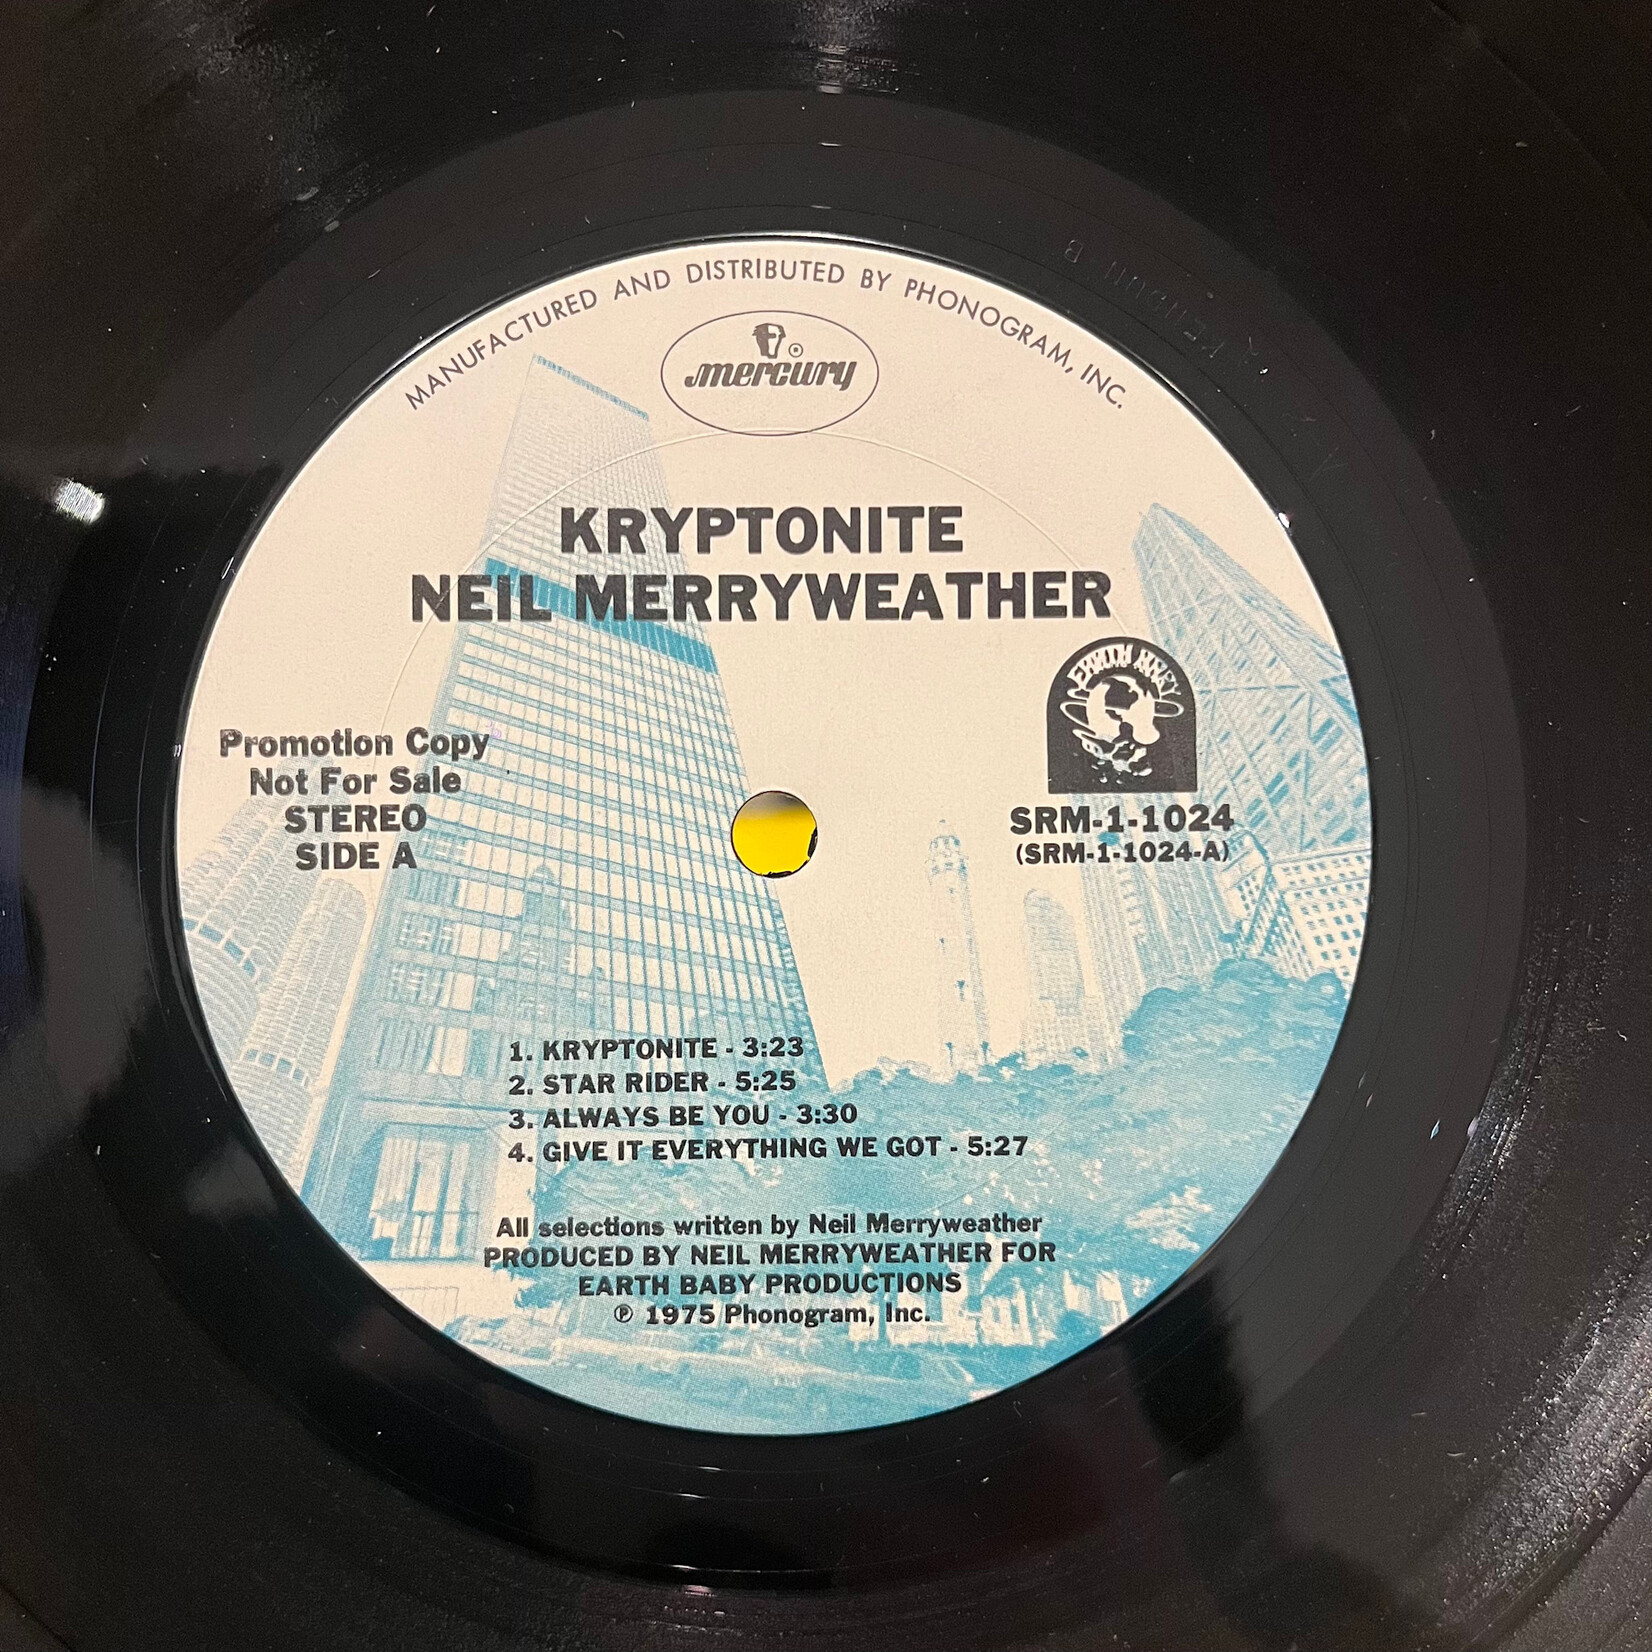 MANUFACTURED AND DISTRIBUTED BY PHONOGRAM, INC.
mercury ®
KRYPTONITE
NEIL MERRYWEATHER
EARTH BABY
Promotion Copy
Not For Sale
STEREO
SIDE A
SRM-1-1024
(SRM-1-1024-A)
1. KRYPTONITE - 3:23
2. STAR RIDER - 5:25
3. ALWAYS BE YOU - 3:30
4. GIVE IT EVERYTHING WE GOT - 5:27
All selections written by Neil Merryweather
PRODUCED BY NEIL MERRYWEATHER FOR
EARTH BABY PRODUCTIONS
℗ 1975 Phonogram, Inc.